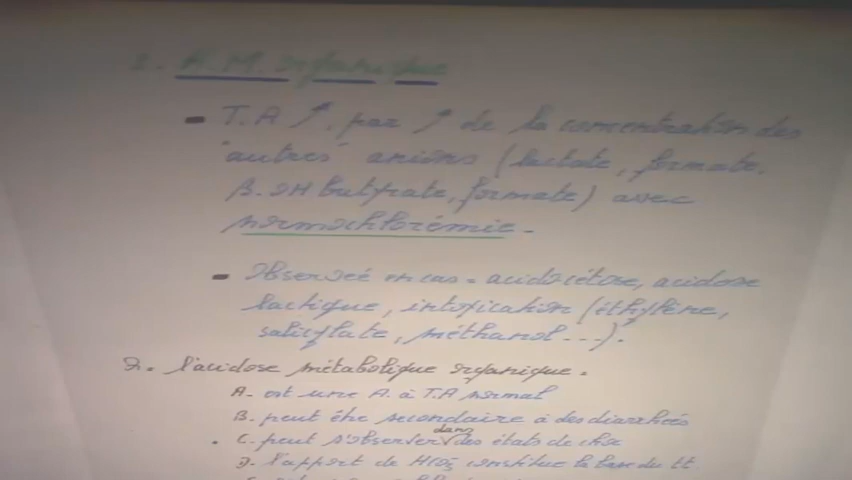 2. A.M. organique
- T.A ↑, par ↑ de la concentration des
"autres" anions (lactate, formate,
β.OH butyrate, formate) avec
normochlorémie.
- Observée en cas : acidocétose, acidose
lactique, intoxication (éthylène,
salicylate, méthanol...).
2. l'acidose métabolique organique :
A. est une A. à T.A normal
B. peut être secondaire à des diarrhées
C. peut s'observer dans des états de choc
D. l'apport de HCO3- constitue la base du tt.